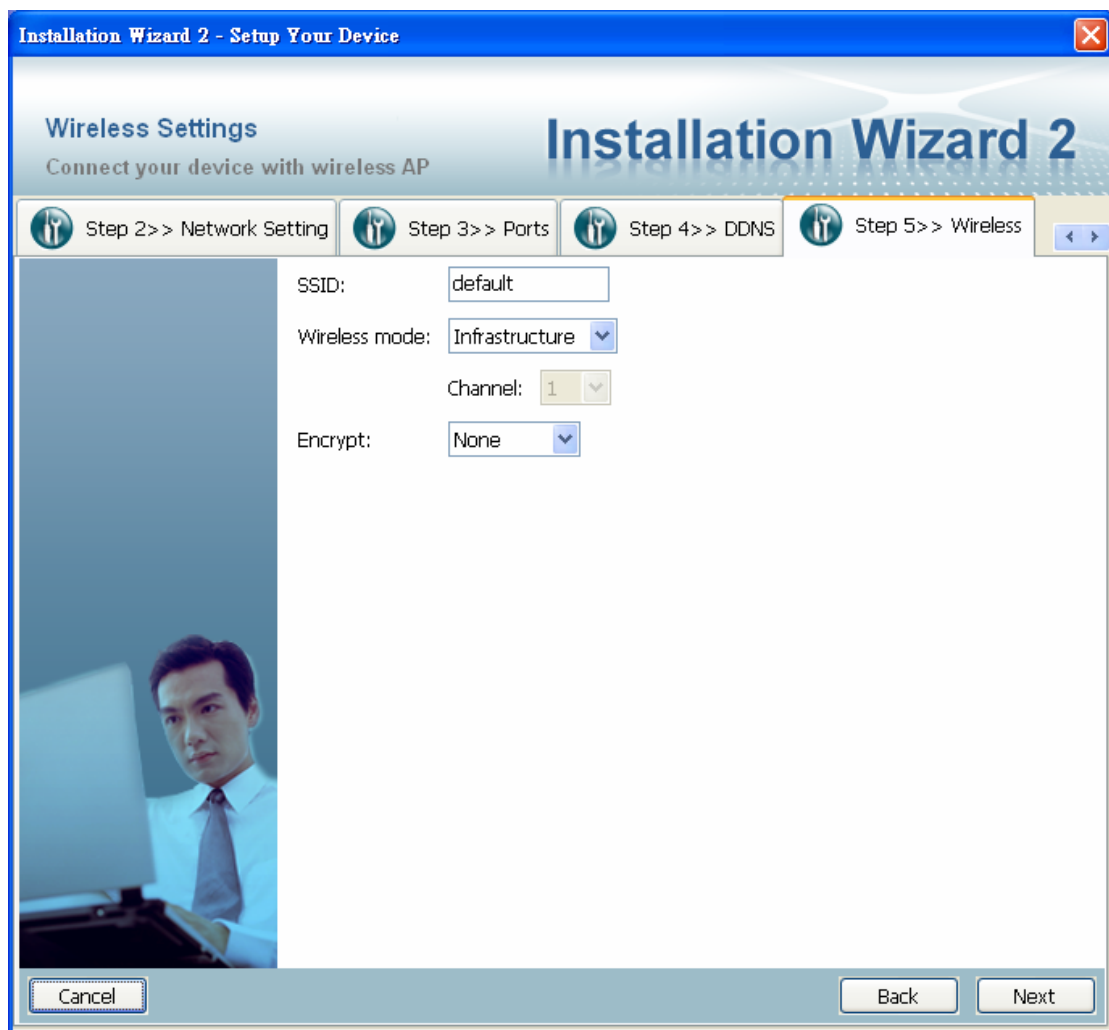 Installation Wizard 2 - Setup Your Device
Wireless Settings
Connect your device with wireless AP
Installation Wizard 2
Step 2>> Network Setting
Step 3>> Ports
Step 4>> DDNS
Step 5>> Wireless
SSID: default
Wireless mode: Infrastructure
Channel: 1
Encrypt: None
Cancel
Back
Next